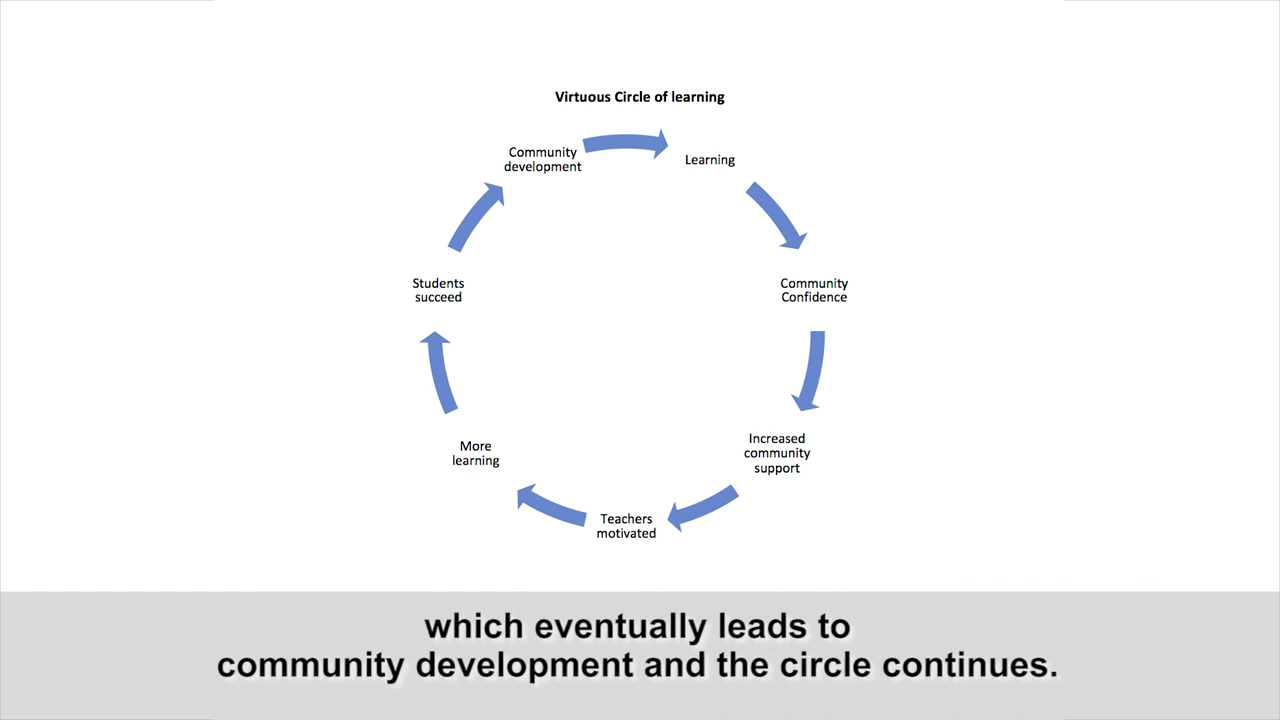 Virtuous Circle of learning
Community
development
Learning
Community
Confidence
Increased
community
support
Teachers
motivated
More
learning
Students
succeed
which eventually leads to
community development and the circle continues.